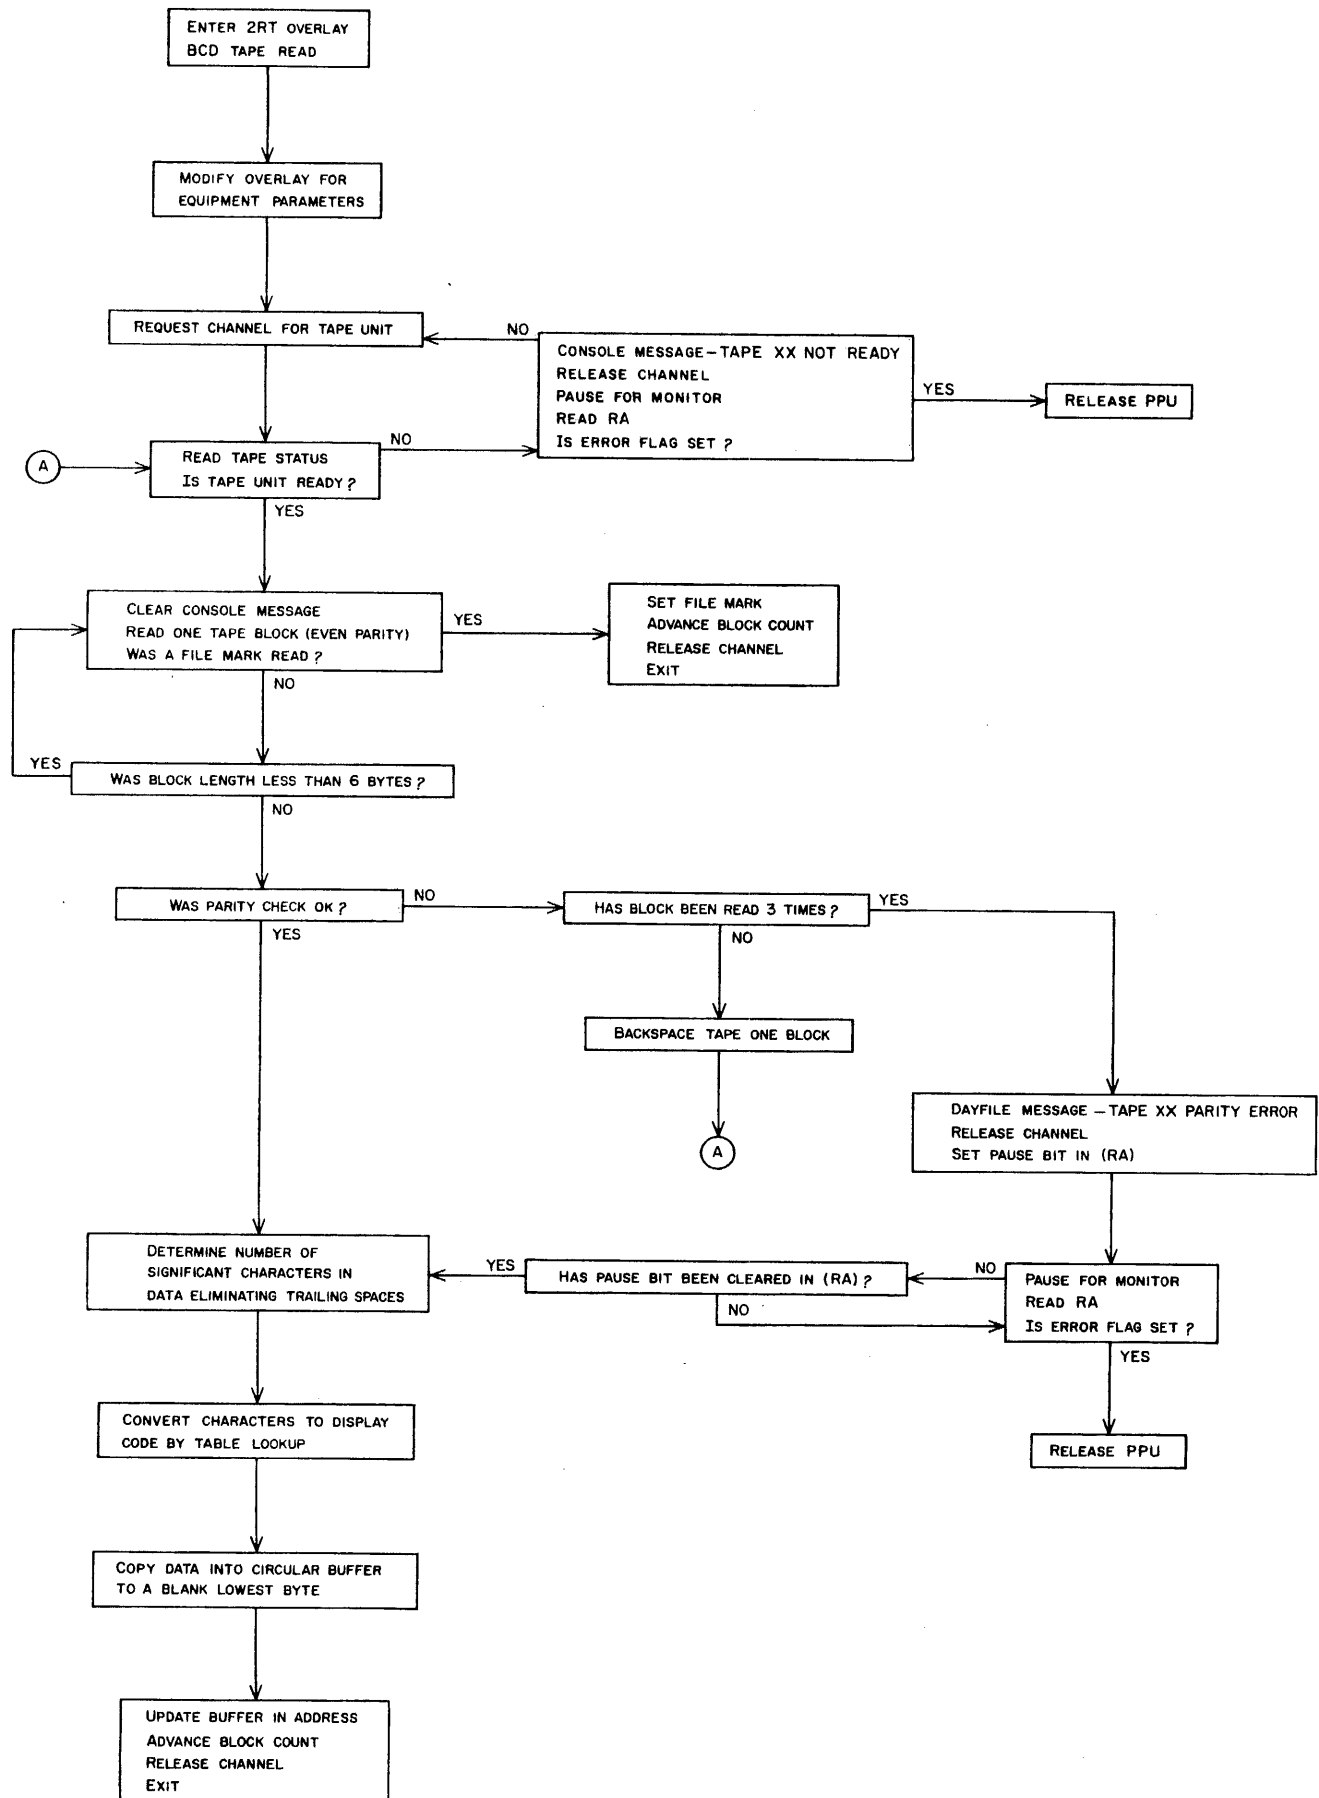 ENTER 2RT OVERLAY
BCD TAPE READ
MODIFY OVERLAY FOR
EQUIPMENT PARAMETERS
REQUEST CHANNEL FOR TAPE UNIT
NO
CONSOLE MESSAGE – TAPE XX NOT READY
RELEASE CHANNEL
PAUSE FOR MONITOR
READ RA
IS ERROR FLAG SET ?
YES
RELEASE PPU
A
READ TAPE STATUS
IS TAPE UNIT READY ?
NO
YES
CLEAR CONSOLE MESSAGE
READ ONE TAPE BLOCK (EVEN PARITY)
WAS A FILE MARK READ ?
YES
SET FILE MARK
ADVANCE BLOCK COUNT
RELEASE CHANNEL
EXIT
NO
YES
WAS BLOCK LENGTH LESS THAN 6 BYTES ?
NO
WAS PARITY CHECK OK ?
NO
HAS BLOCK BEEN READ 3 TIMES ?
YES
YES
NO
BACKSPACE TAPE ONE BLOCK
A
DAYFILE MESSAGE – TAPE XX PARITY ERROR
RELEASE CHANNEL
SET PAUSE BIT IN (RA)
DETERMINE NUMBER OF
SIGNIFICANT CHARACTERS IN
DATA ELIMINATING TRAILING SPACES
YES
HAS PAUSE BIT BEEN CLEARED IN (RA) ?
NO
NO
PAUSE FOR MONITOR
READ RA
IS ERROR FLAG SET ?
YES
RELEASE PPU
CONVERT CHARACTERS TO DISPLAY
CODE BY TABLE LOOKUP
COPY DATA INTO CIRCULAR BUFFER
TO A BLANK LOWEST BYTE
UPDATE BUFFER IN ADDRESS
ADVANCE BLOCK COUNT
RELEASE CHANNEL
EXIT